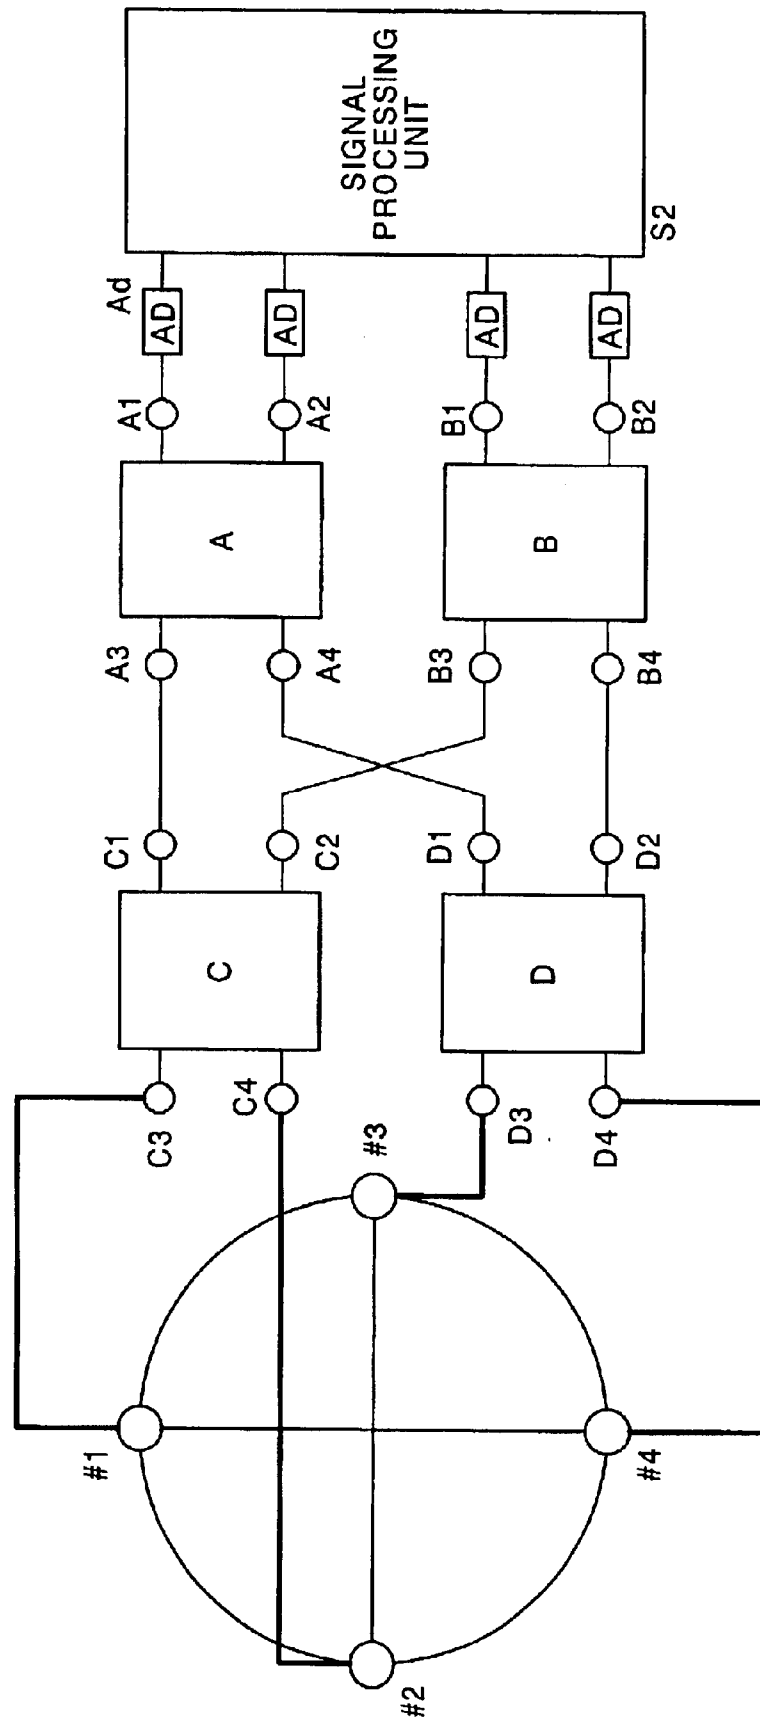 SIGNAL
PROCESSING
UNIT
S2
Ad
AD
AD
AD
AD
A1
A2
B1
B2
A
B
A3
A4
B3
B4
C1
C2
D1
D2
C
D
C3
C4
D3
D4
#3
#1
#4
#2